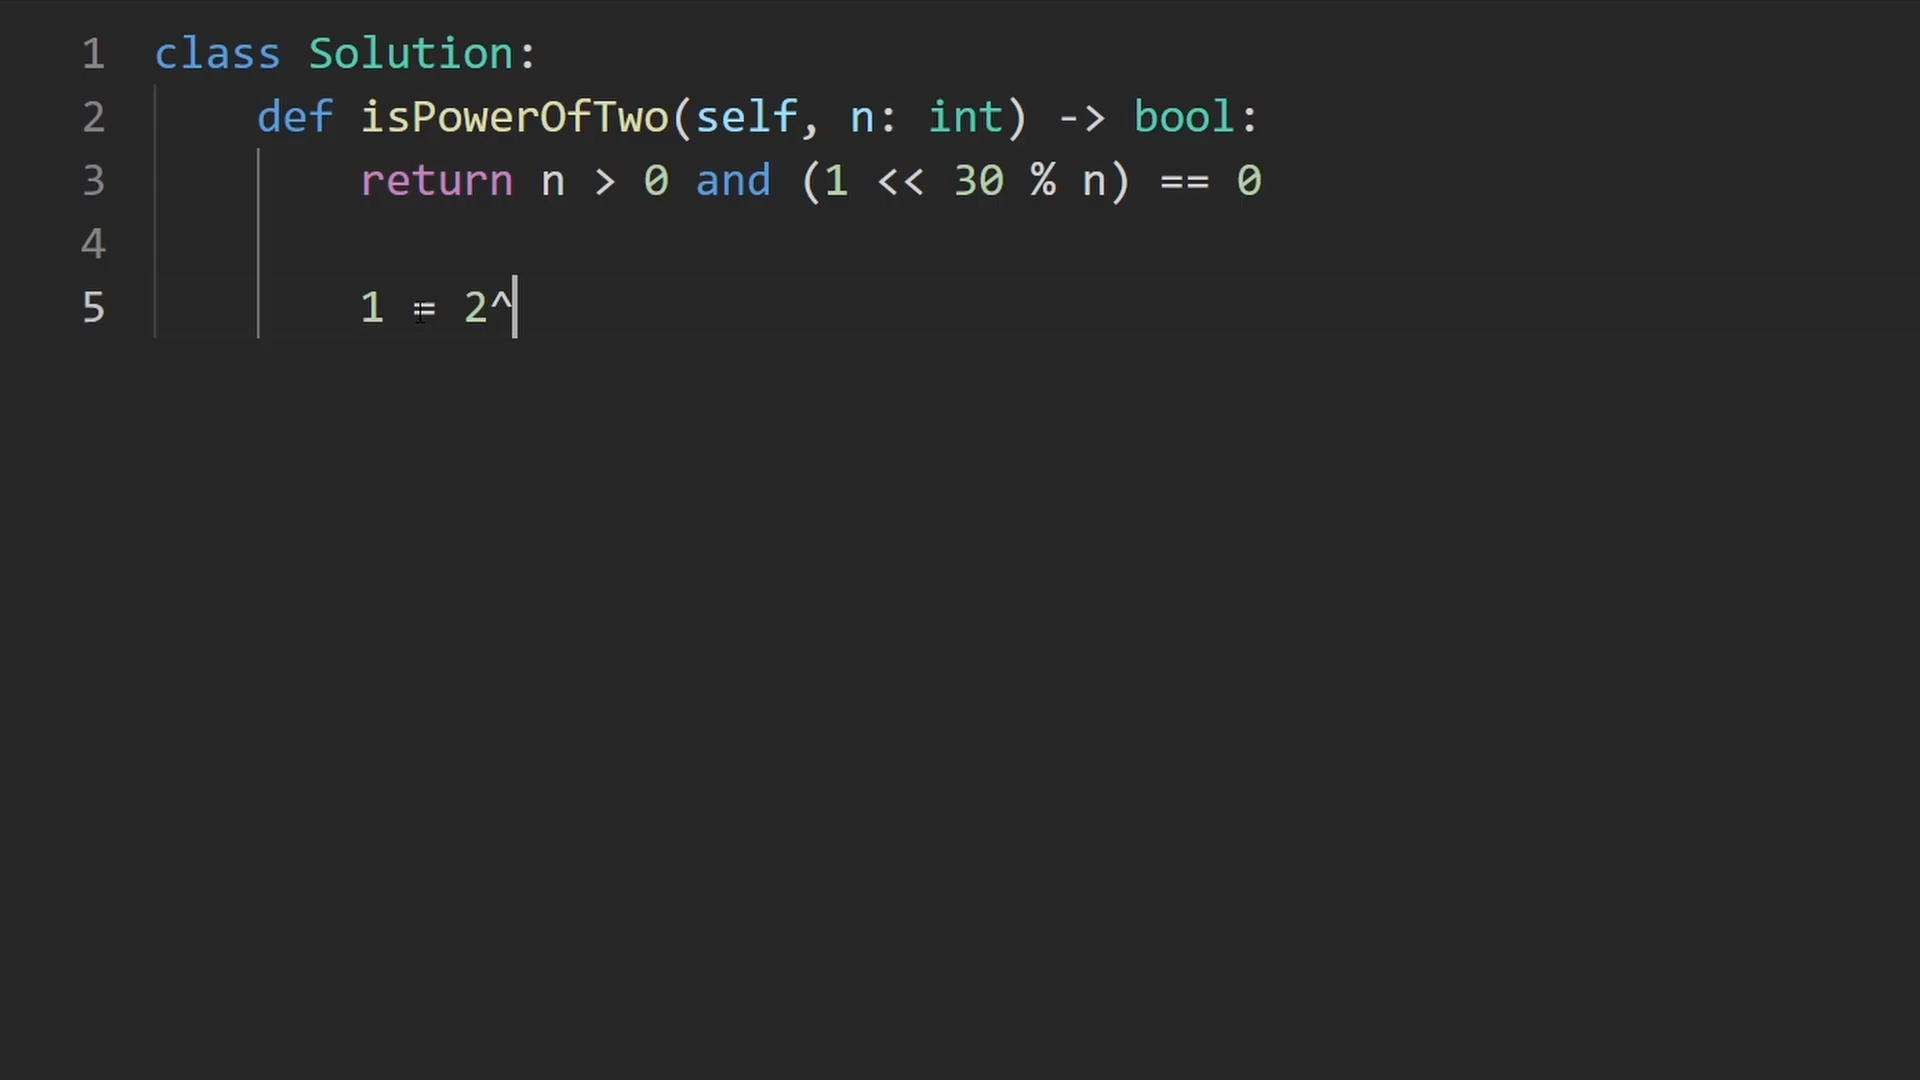 1 class Solution:
2 def isPowerOfTwo(self, n: int) -> bool:
3 return n > 0 and (1 << 30 % n) == 0
4
5 1 = 2^